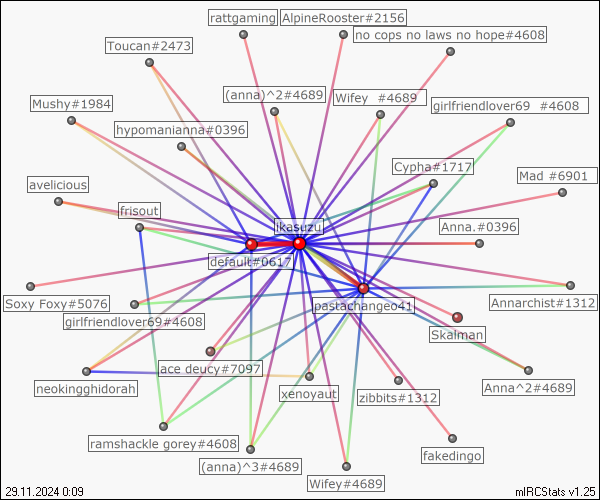 rattgaming
AlpineRooster#2156
no cops no laws no hope#4608
Toucan#2473
(anna)^2#4689
Wifey #4689
Mushy#1984
girlfriendlover69 #4608
hypomanianna#0396
Cypha#1717
Mad #6901
avelicious
frisout
ikasuzu
Anna.#0396
default#0617
Soxy Foxy#5076
pastachangeo41
Annarchist#1312
girlfriendlover69#4608
Skalman
ace deucy#7097
neokingghidorah
xenoyaut
zibbits#1312
Anna^2#4689
ramshackle gorey#4608
(anna)^3#4689
fakedingo
Wifey#4689
29.11.2024 0:09
mIRCStats v1.25